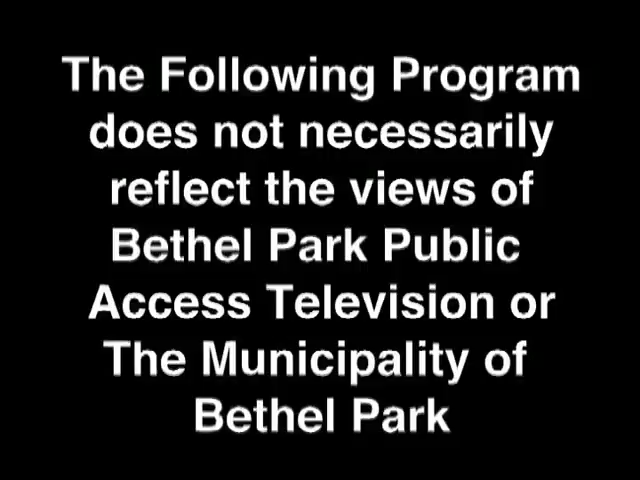 The Following Program
does not necessarily
reflect the views of
Bethel Park Public
Access Television or
The Municipality of
Bethel Park